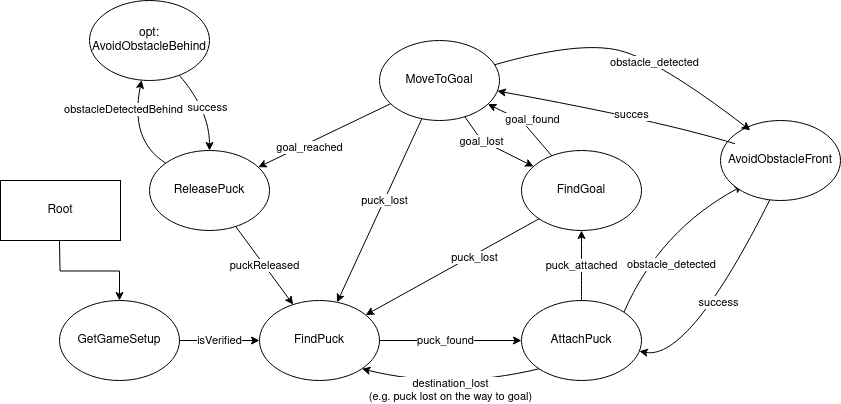 opt:
AvoidObstacleBehind
MoveToGoal
obstacle_detected
obstacleDetectedBehind
success
succes
goal_found
goal_lost
goal_reached
AvoidObstacleFront
ReleasePuck
FindGoal
puck_lost
Root
puck_lost
puckReleased
puck_attached
obstacle_detected
success
GetGameSetup
isVerified
FindPuck
puck_found
AttachPuck
destination_lost
(e.g. puck lost on the way to goal)